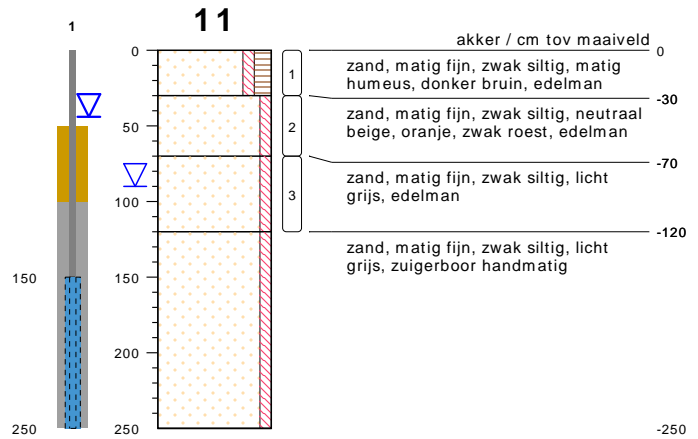 11
1
akker / cm tov maaiveld
0
0
1
zand, matig fijn, zwak siltig, matig
humeus, donker bruin, edelman
-30
50
2
zand, matig fijn, zwak siltig, neutraal
beige, oranje, zwak roest, edelman
-70
100
3
zand, matig fijn, zwak siltig, licht
grijs, edelman
-120
150
150
zand, matig fijn, zwak siltig, licht
grijs, zuigerboor handmatig
200
250
250
-250